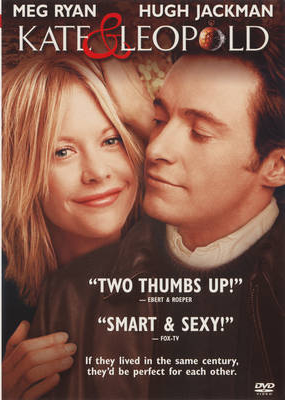 MEG RYAN HUGH JACKMAN
KATE & LEOPOLD
“TWO THUMBS UP!”
— EBERT & ROEPER
“SMART & SEXY!”
— FOX-TV
If they lived in the same century,
they’d be perfect for each other.
DVD
VIDEO